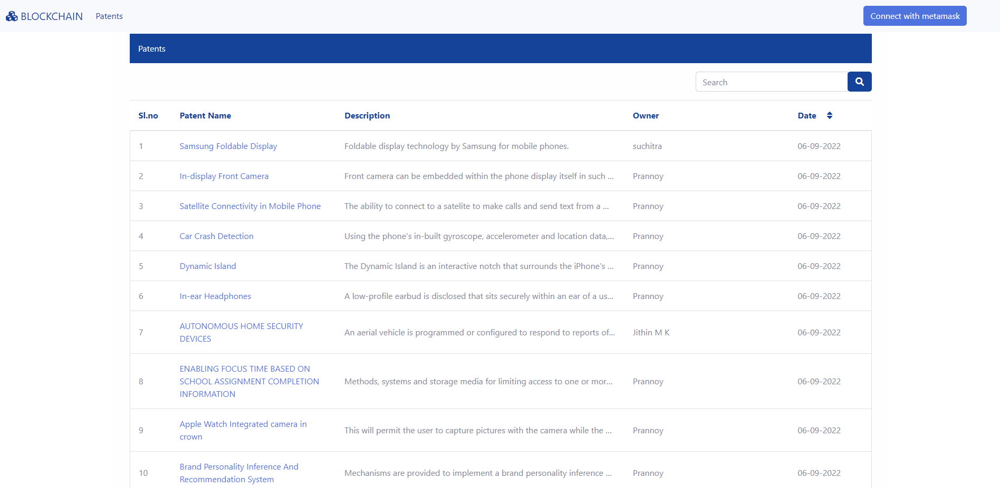 BLOCKCHAIN Patents Connect with metamask
Patents
Search
Sl.no Patent Name Description Owner Date
1 Samsung Foldable Display Foldable display technology by Samsung for mobile phones. suchitra 06-09-2022
2 In-display Front Camera Front camera can be embedded within the phone display itself in such ... Prannoy 06-09-2022
3 Satellite Connectivity in Mobile Phone The ability to connect to a satelite to make calls and send text from a ... Prannoy 06-09-2022
4 Car Crash Detection Using the phone's in-built gyroscope, accelerometer and location data,... Prannoy 06-09-2022
5 Dynamic Island The Dynamic Island is an interactive notch that surrounds the iPhone's ... Prannoy 06-09-2022
6 In-ear Headphones A low-profile earbud is disclosed that sits securely within an ear of a us... Prannoy 06-09-2022
AUTONOMOUS HOME SECURITY
7 An aerial vehicle is programmed or configured to respond to reports of... Jithin M K 06-09-2022
DEVICES
ENABLING FOCUS TIME BASED ON
8 SCHOOL ASSIGNMENT COMPLETION Methods, systems and storage media for limiting access to one or mor... Prannoy 06-09-2022
INFORMATION
Apple Watch Integrated camera in
9 This will permit the user to capture pictures with the camera while the ... Prannoy 06-09-2022
crown
Brand Personality Inference And
10 Mechanisms are provided to implement a brand personality inference ... Prannoy 06-09-2022
Recommendation System